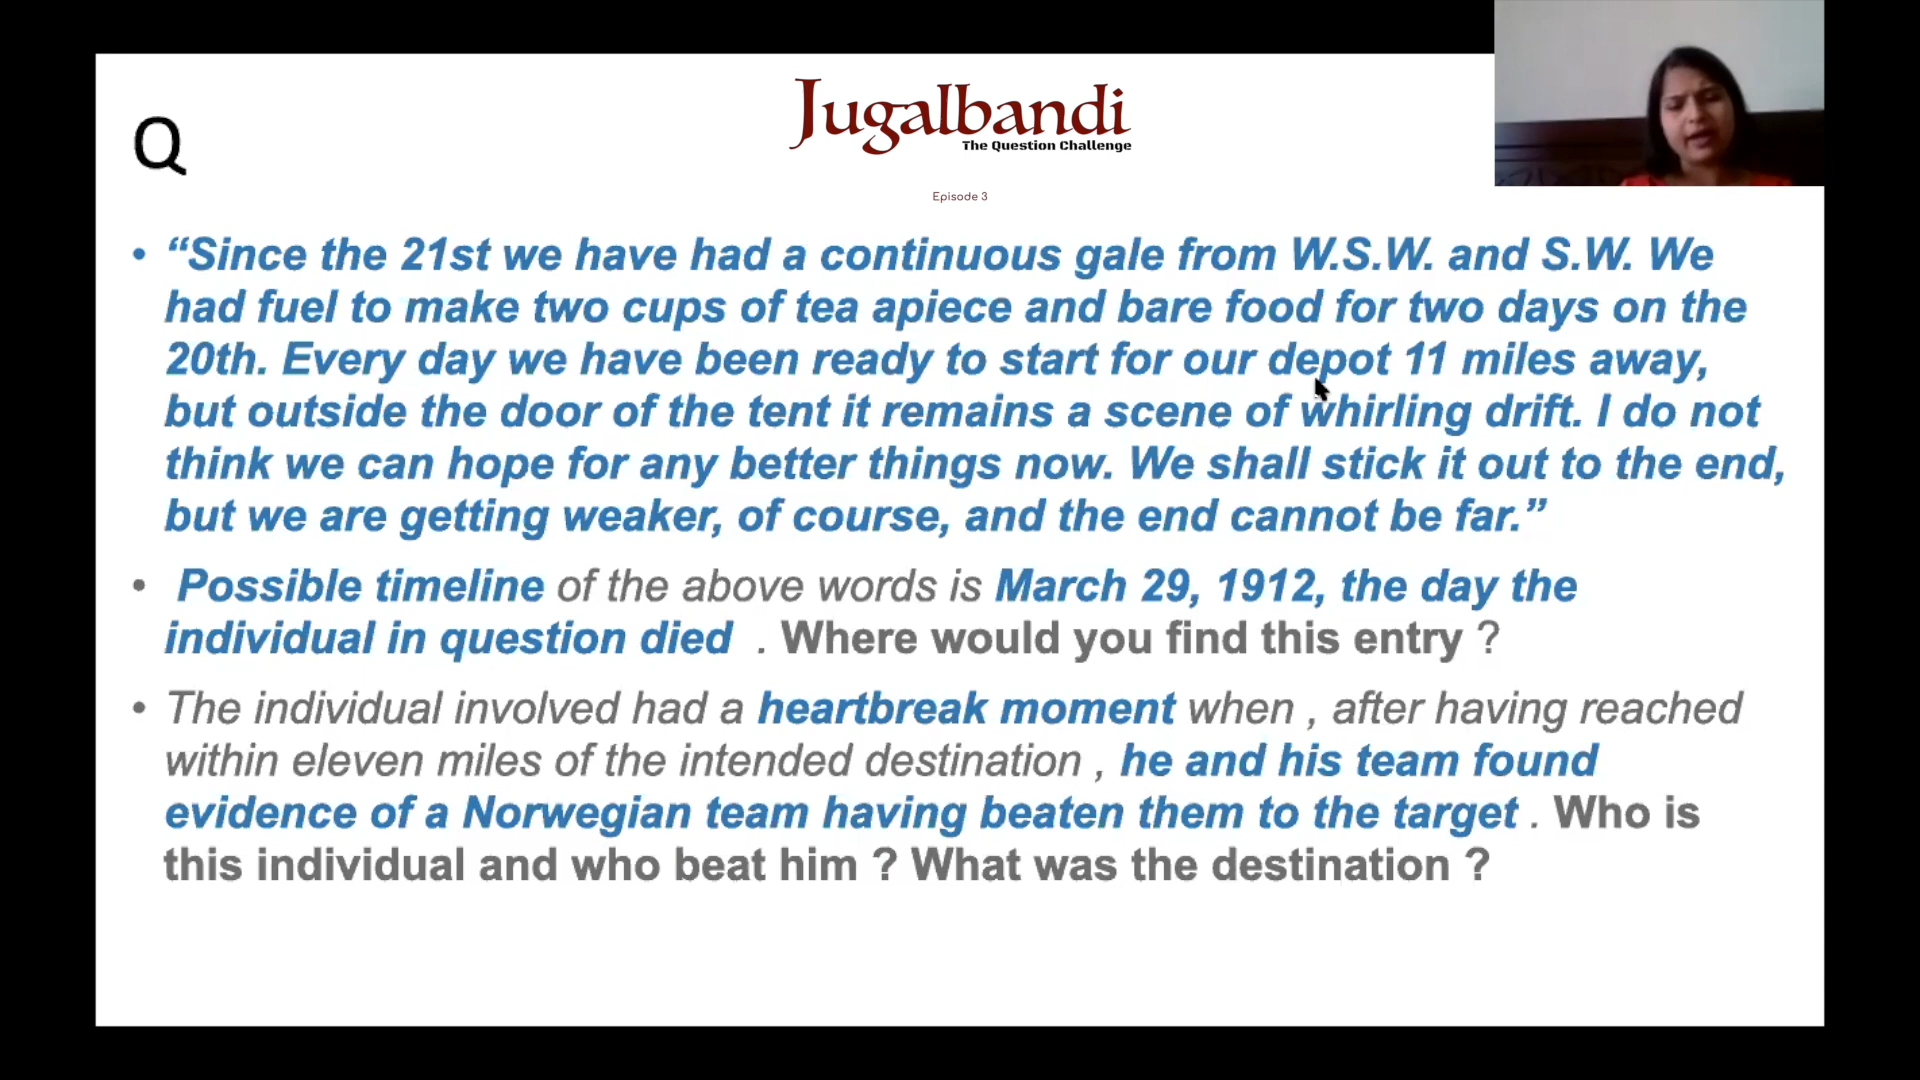 Jugalbandi
The Question Challenge
Q
Episode 3
• “Since the 21st we have had a continuous gale from W.S.W. and S.W. We
had fuel to make two cups of tea apiece and bare food for two days on the
20th. Every day we have been ready to start for our depot 11 miles away,
but outside the door of the tent it remains a scene of whirling drift. I do not
think we can hope for any better things now. We shall stick it out to the end,
but we are getting weaker, of course, and the end cannot be far.”
• Possible timeline of the above words is March 29, 1912, the day the
individual in question died . Where would you find this entry ?
• The individual involved had a heartbreak moment when , after having reached
within eleven miles of the intended destination , he and his team found
evidence of a Norwegian team having beaten them to the target . Who is
this individual and who beat him ? What was the destination ?